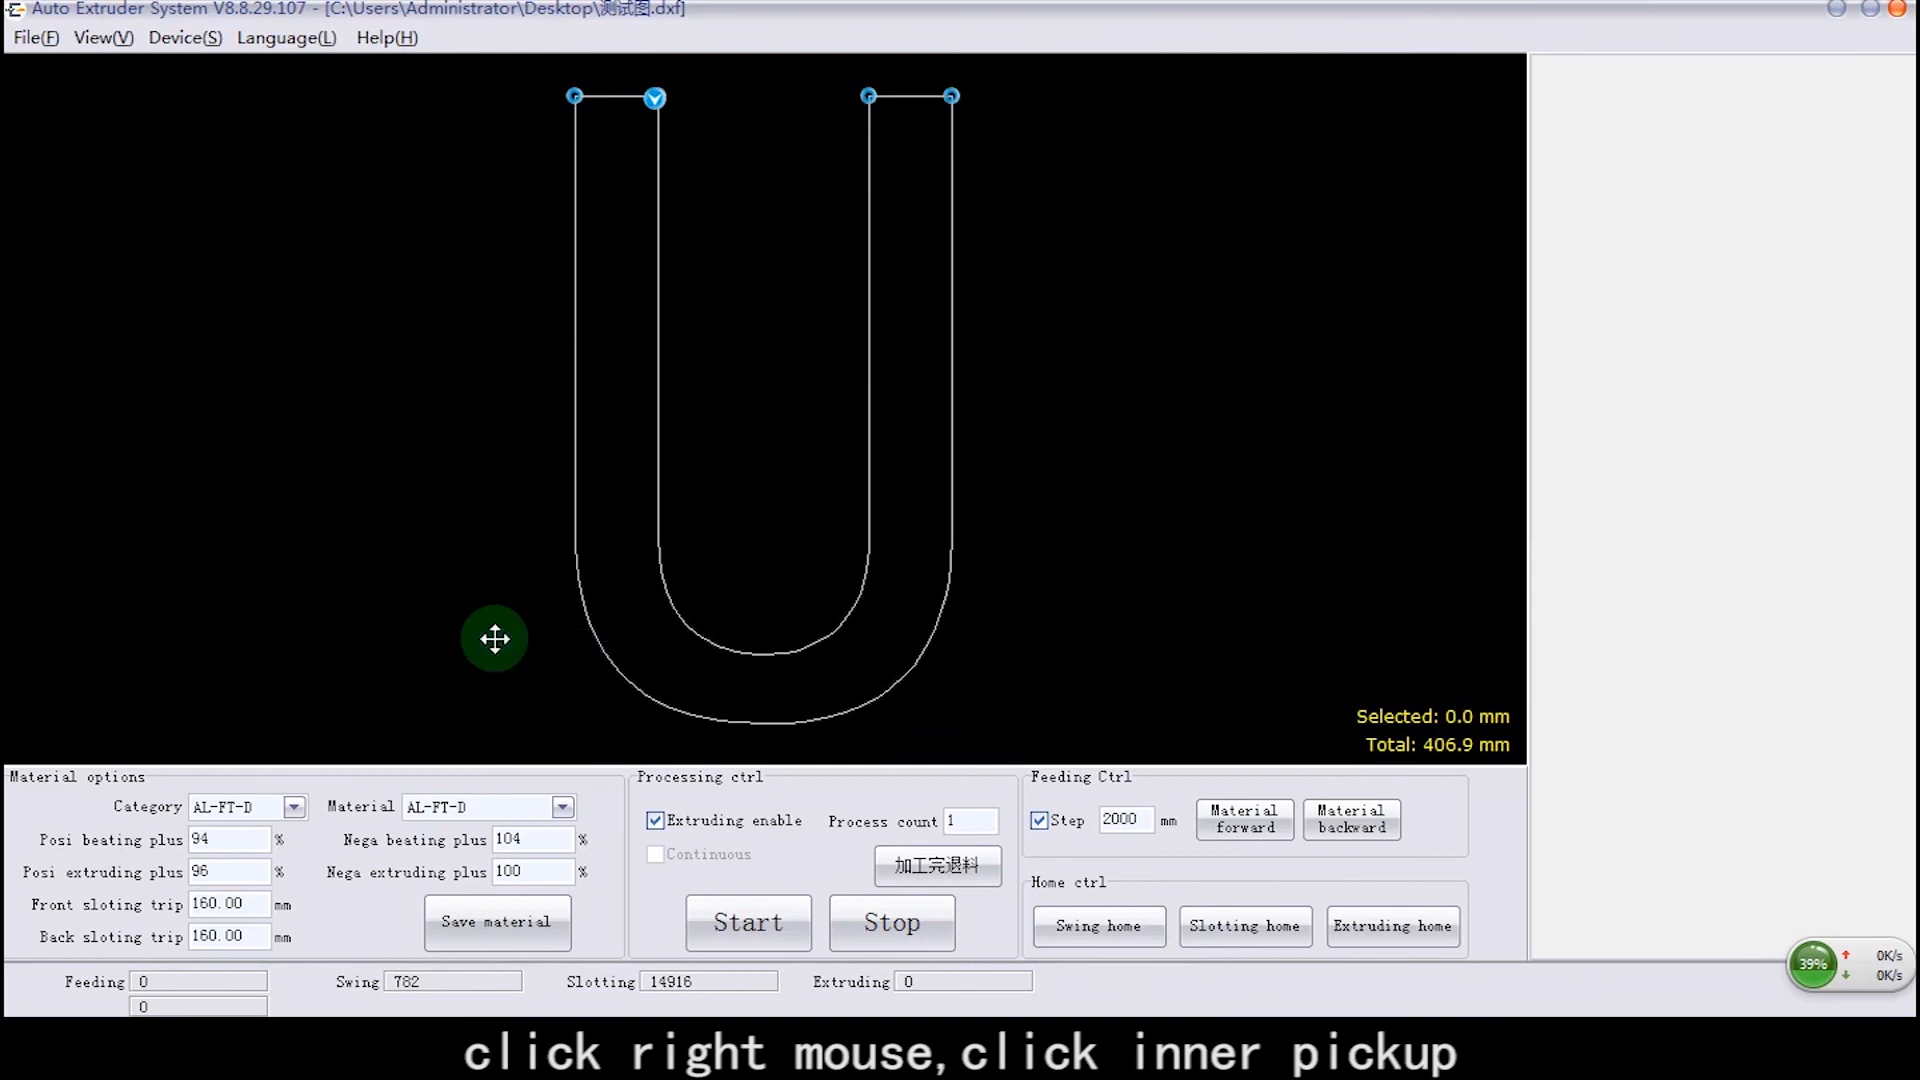 Auto Extruder System V8.8.29.107 - [C:\Users\Administrator\Desktop\测试图.dxf]
File(F) View(V) Device(S) Language(L) Help(H)
Selected: 0.0 mm
Total: 406.9 mm
Material options
Category AL-FT-D Material AL-FT-D
Posi beating plus 94 % Nega beating plus 104 %
Posi extruding plus 96 % Nega extruding plus 100 %
Front sloting trip 160.00 mm
Back sloting trip 160.00 mm
Save material
Processing ctrl
Extruding enable Process count 1
Continuous
加工完退料
Start Stop
Feeding Ctrl
Step 2000 mm
Material forward
Material backward
Home ctrl
Swing home Slotting home Extruding home
39% 0K/s
0K/s
Feeding 0 Swing 782 Slotting 14916 Extruding 0
0
click right mouse,click inner pickup